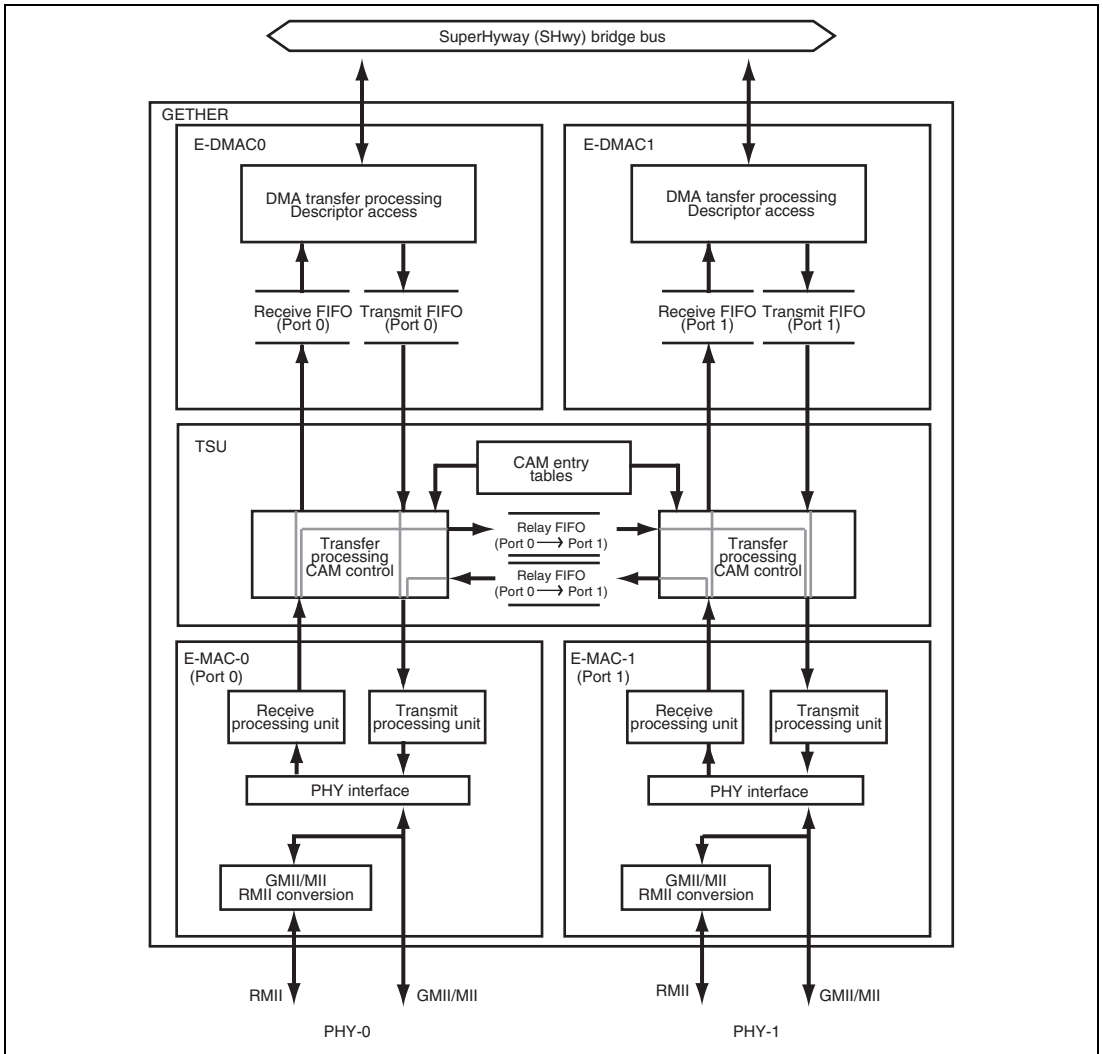 SuperHyway (SHwy) bridge bus
GETHER
E-DMAC0
E-DMAC1
DMA transfer processing
Descriptor access
DMA tansfer processing
Descriptor access
Receive FIFO
(Port 0)
Transmit FIFO
(Port 0)
Receive FIFO
(Port 1)
Transmit FIFO
(Port 1)
TSU
CAM entry
tables
Transfer
processing
CAM control
Relay FIFO
(Port 0 → Port 1)
Relay FIFO
(Port 0 → Port 1)
Transfer
processing
CAM control
E-MAC-0
(Port 0)
E-MAC-1
(Port 1)
Receive
processing unit
Transmit
processing unit
Receive
processing unit
Transmit
processing unit
PHY interface
PHY interface
GMII/MII
RMII conversion
GMII/MII
RMII conversion
RMII
GMII/MII
RMII
GMII/MII
PHY-0
PHY-1